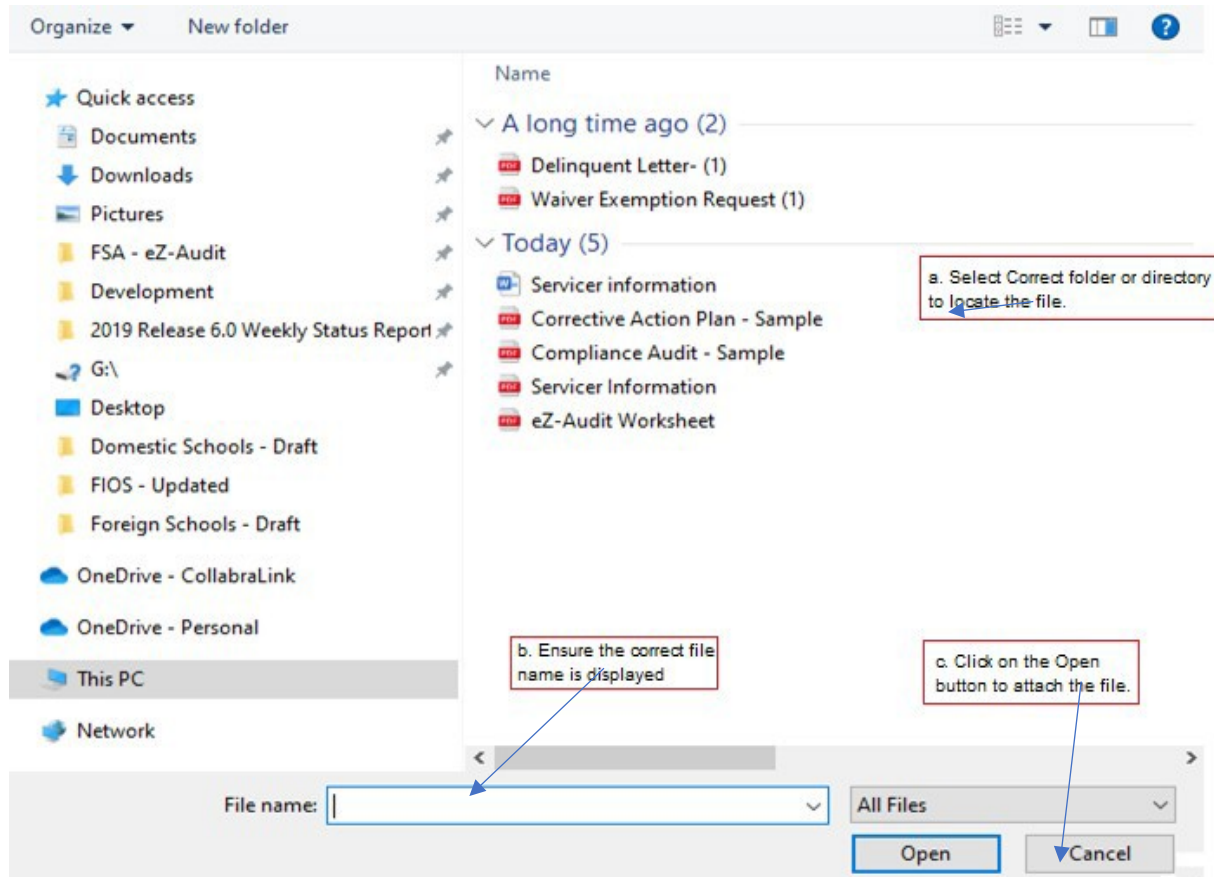 Organize New folder
Name
Quick access
Documents
Downloads
Pictures
FSA - eZ-Audit
Development
2019 Release 6.0 Weekly Status Report
G:\
Desktop
Domestic Schools - Draft
FIOS - Updated
Foreign Schools - Draft
OneDrive - CollabraLink
OneDrive - Personal
This PC
Network
A long time ago (2)
Delinquent Letter- (1)
Waiver Exemption Request (1)
Today (5)
Servicer information
Corrective Action Plan - Sample
Compliance Audit - Sample
Servicer Information
eZ-Audit Worksheet
a. Select Correct folder or directory
to locate the file.
b. Ensure the correct file
name is displayed
c. Click on the Open
button to attach the file.
File name: All Files
Open Cancel